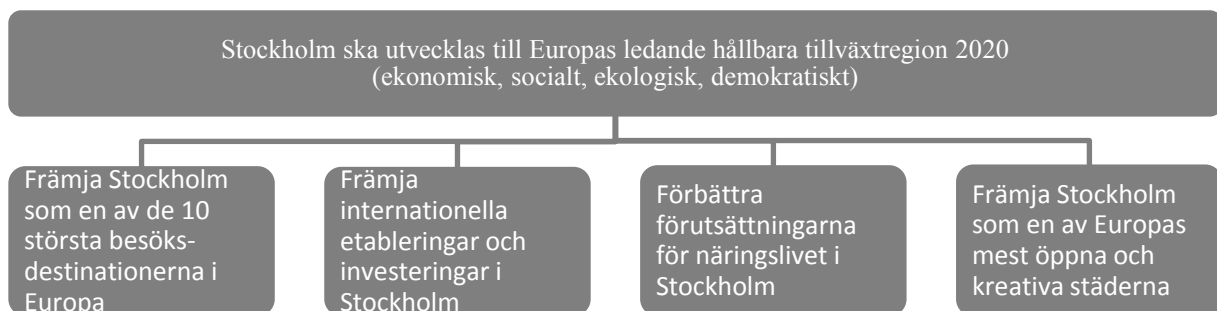 Stockholm ska utvecklas till Europas ledande hållbara tillväxtregion 2020
(ekonomisk, socialt, ekologisk, demokratiskt)
Främja Stockholm
som en av de 10
största besöks-
destinationerna i
Europa
Främja
internationella
etableringar och
investeringar i
Stockholm
Förbättra
förutsättningarna
för näringslivet i
Stockholm
Främja Stockholm
som en av Europas
mest öppna och
kreativa städerna